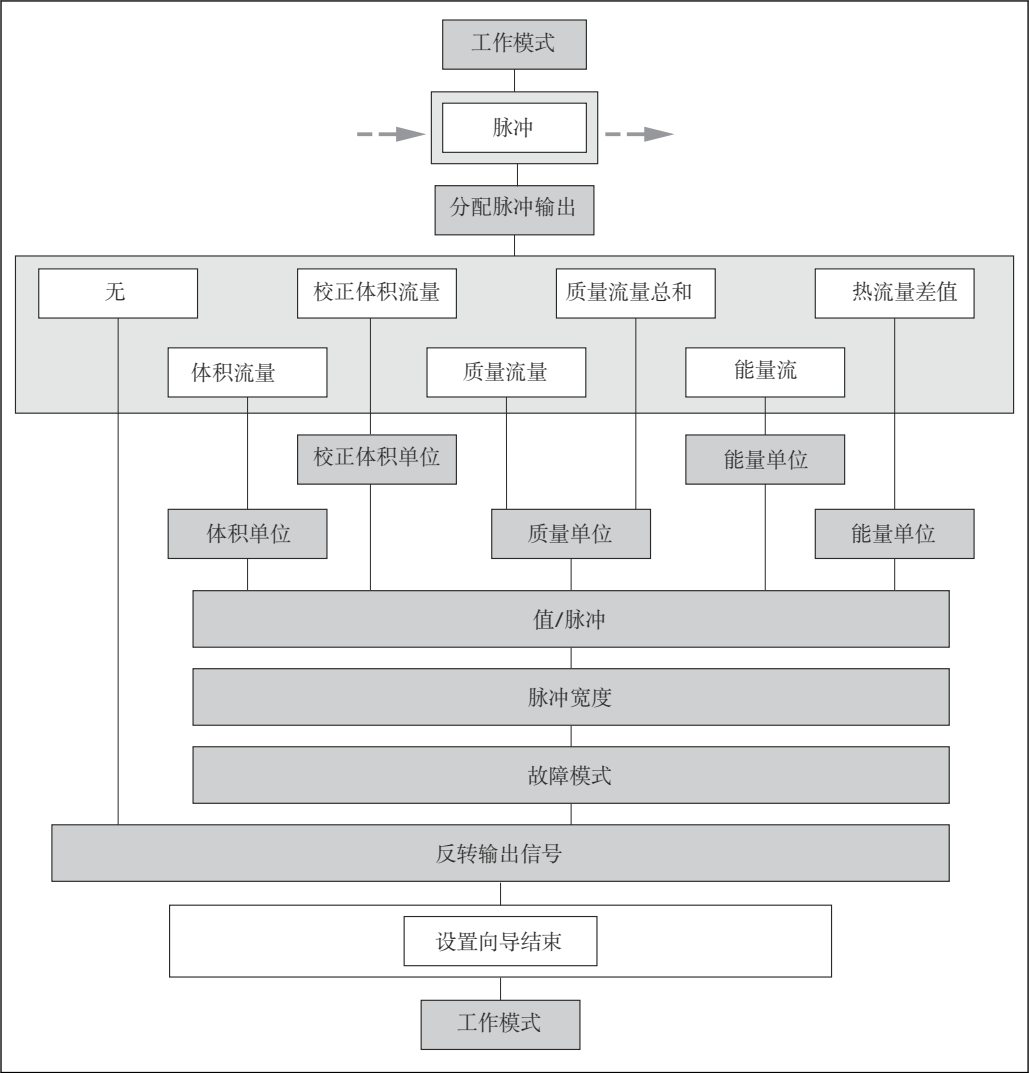 工作模式
脉冲
分配脉冲输出
无
校正体积流量
质量流量总和
热流量差值
体积流量
质量流量
能量流
校正体积单位
能量单位
体积单位
质量单位
能量单位
值/脉冲
脉冲宽度
故障模式
反转输出信号
设置向导结束
工作模式